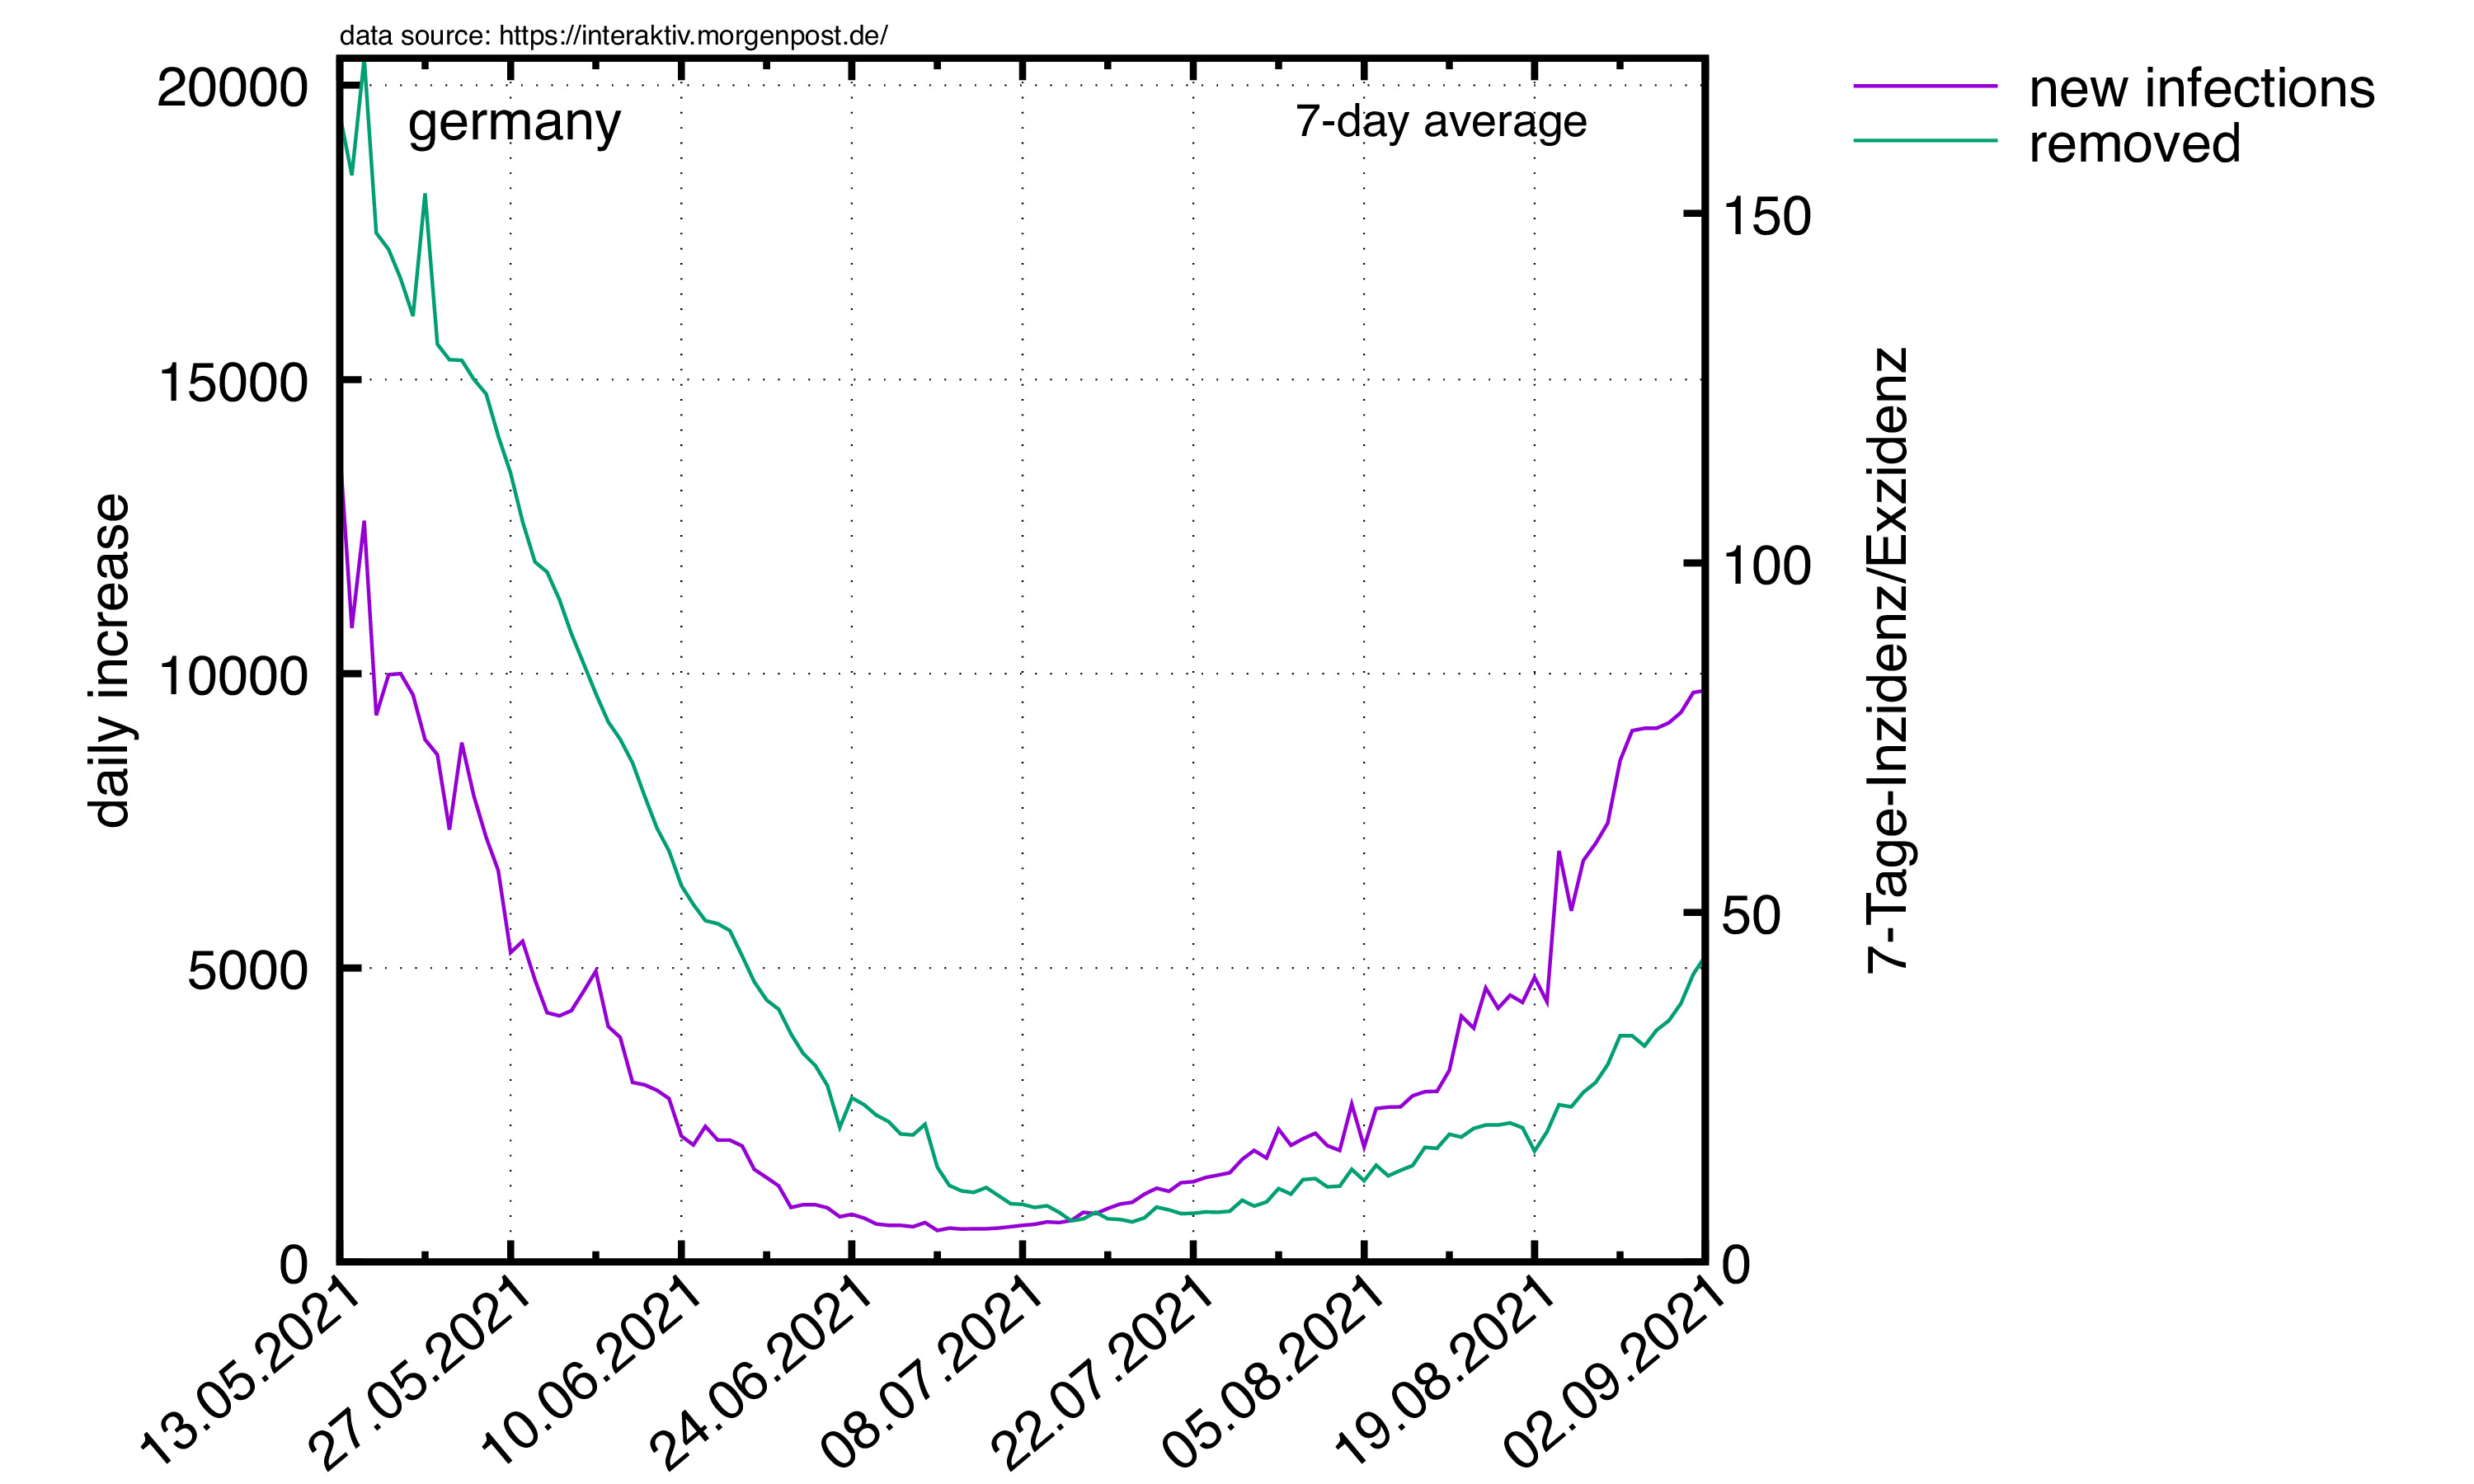 data source: https://interaktiv.morgenpost.de/
germany
7-day average
new infections
removed
daily increase
20000
15000
10000
5000
0
150
100
50
0
7-Tage-Inzidenz/Exzidenz
13.05.2021
27.05.2021
10.06.2021
24.06.2021
08.07.2021
22.07.2021
05.08.2021
19.08.2021
02.09.2021